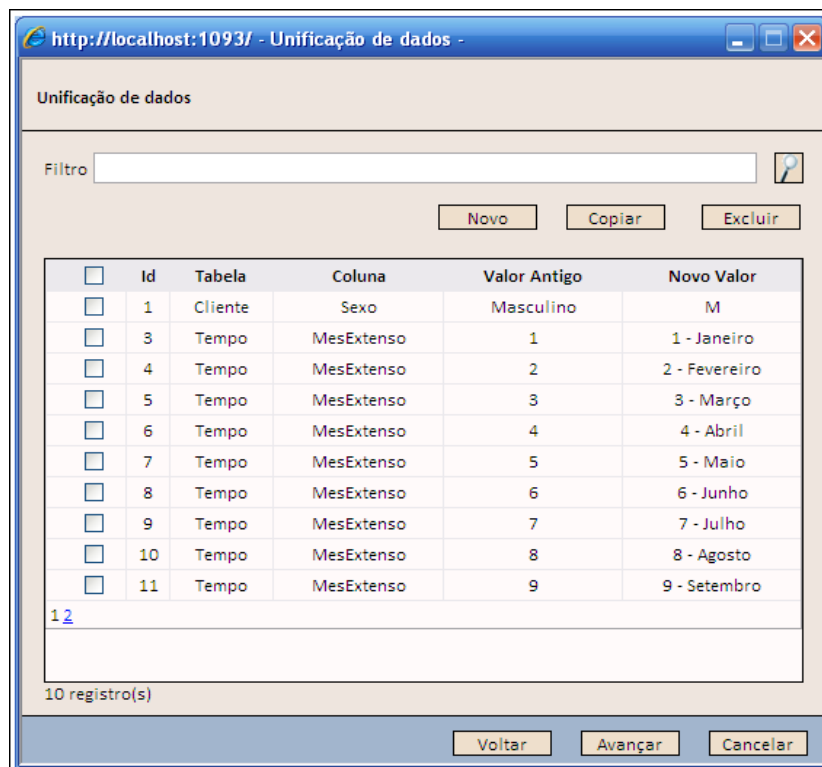 http://localhost:1093/ - Unificação de dados -
Unificação de dados
Filtro
Novo Copiar Excluir
Id Tabela Coluna Valor Antigo Novo Valor
1 Cliente Sexo Masculino M
3 Tempo MesExtenso 1 1 - Janeiro
4 Tempo MesExtenso 2 2 - Fevereiro
5 Tempo MesExtenso 3 3 - Março
6 Tempo MesExtenso 4 4 - Abril
7 Tempo MesExtenso 5 5 - Maio
8 Tempo MesExtenso 6 6 - Junho
9 Tempo MesExtenso 7 7 - Julho
10 Tempo MesExtenso 8 8 - Agosto
11 Tempo MesExtenso 9 9 - Setembro
1 2
10 registro(s)
Voltar Avançar Cancelar